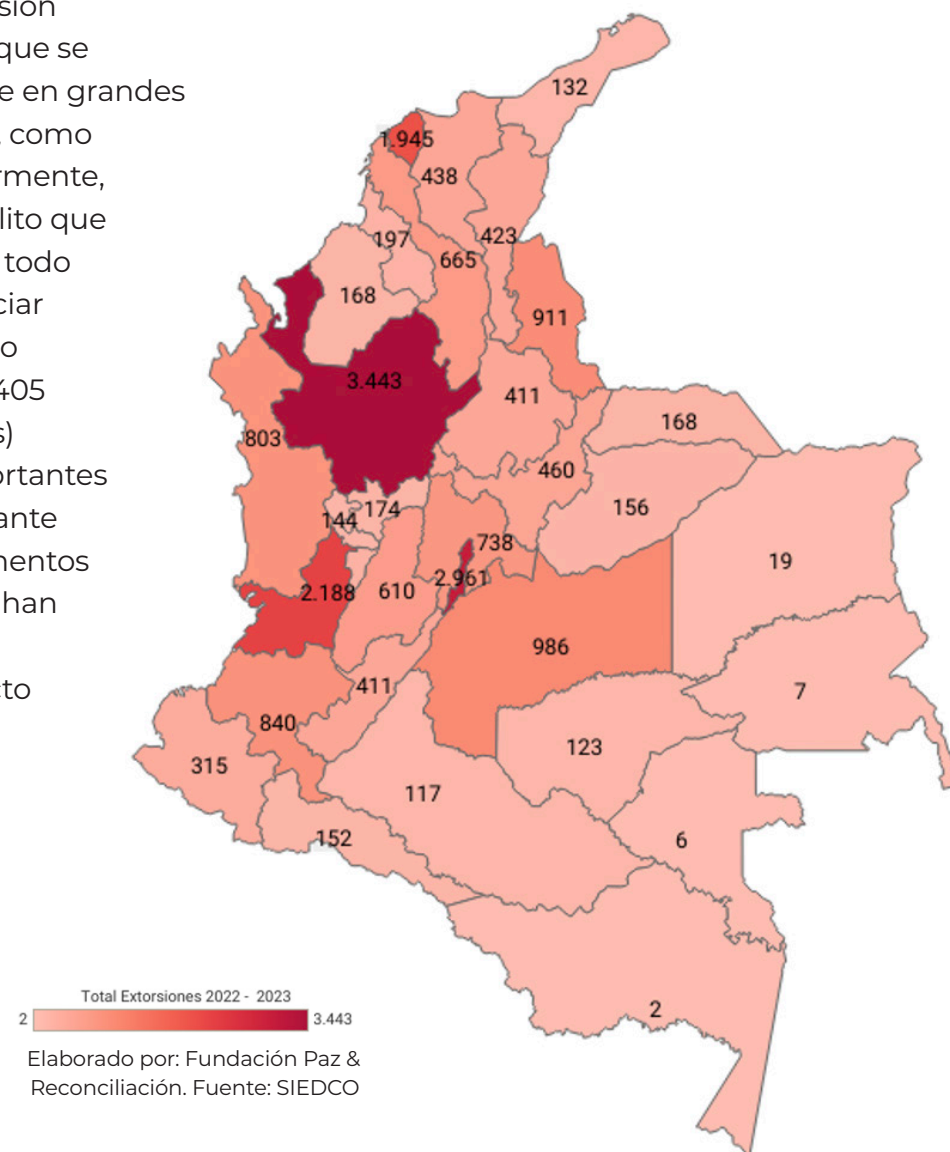 sión
que se
e en grandes
como
rmente,
lito que
todo
ciar
o
405
s)
ortantes
ante
mentos
han
cto
132
1.945
438
197
423
665
168
911
3.443
411
168
803
460
156
174
144
738
19
2.961
2.188
610
986
411
7
840
123
315
117
152
6
2
Total Extorsiones 2022 - 2023
2 3.443
Elaborado por: Fundación Paz &
Reconciliación. Fuente: SIEDCO